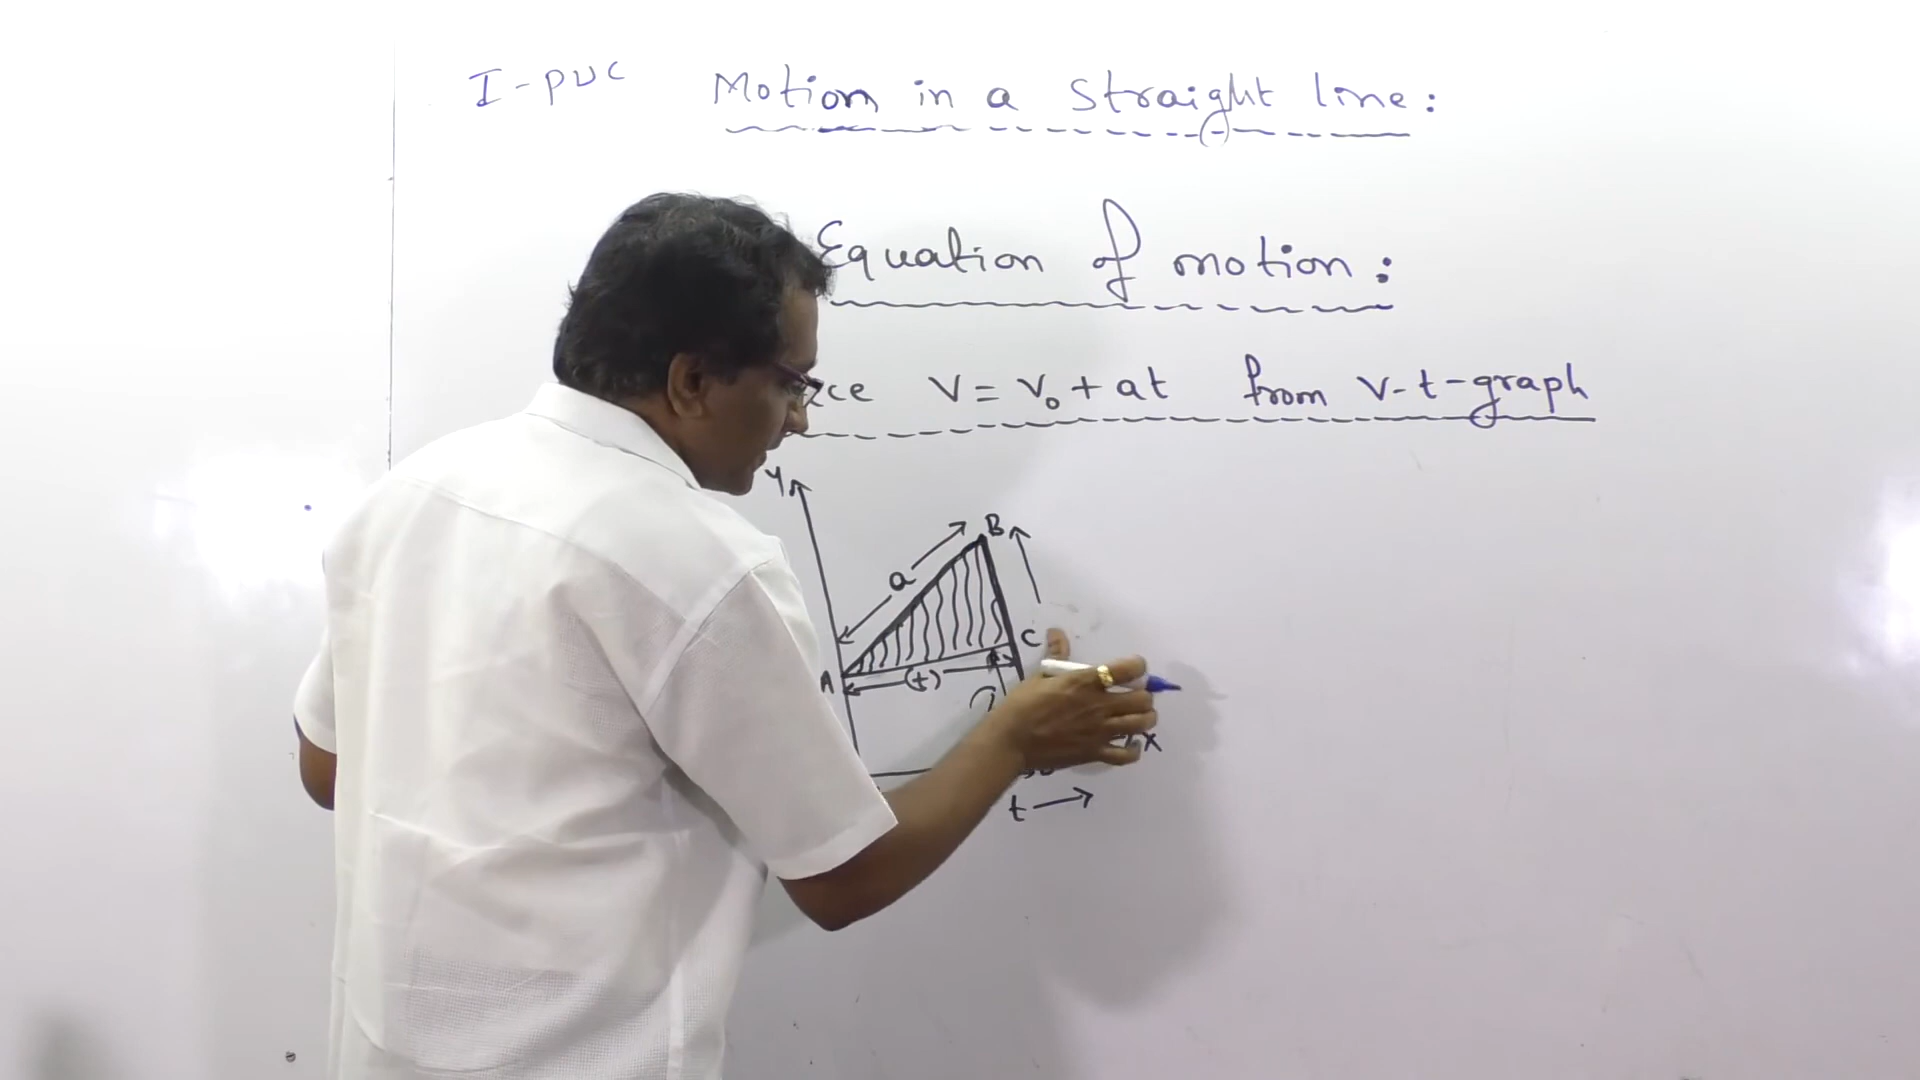 I-PUC Motion in a straight line:
Equation of motion:
V = V₀ + at from v-t-graph
Y
B
a
C
A
(t)
X
t